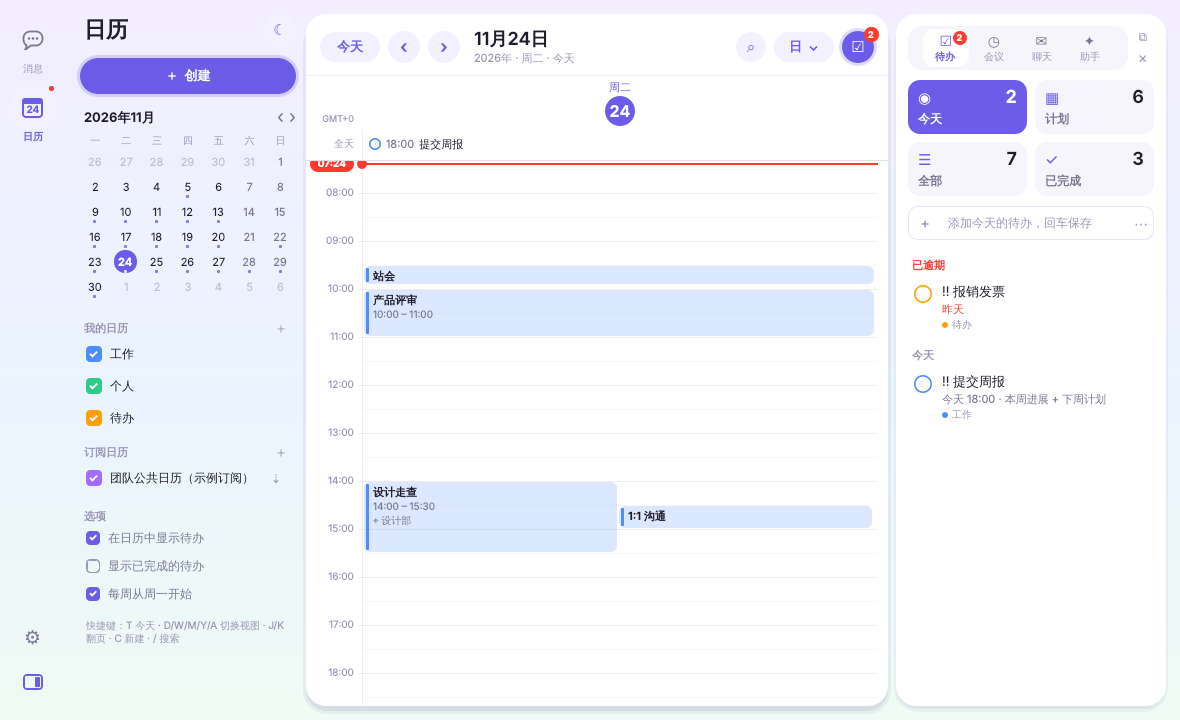 消息
24
日历
日历
＋ 创建
2026年11月
一 二 三 四 五 六 日
26 27 28 29 30 31 1
2 3 4 5 6 7 8
9 10 11 12 13 14 15
16 17 18 19 20 21 22
23 24 25 26 27 28 29
30 1 2 3 4 5 6
我的日历
工作
个人
待办
订阅日历
团队公共日历（示例订阅）
选项
在日历中显示待办
显示已完成的待办
每周从周一开始
快捷键：T 今天 · D/W/M/Y/A 切换视图 · J/K
翻页 · C 新建 · / 搜索
今天
11月24日
2026年 · 周二 · 今天
日
2
周二
24
GMT+0
全天
18:00 提交周报
07:24
08:00
09:00
站会
10:00
产品评审
10:00 – 11:00
11:00
12:00
13:00
14:00
设计走查
14:00 – 15:30
⌖ 设计部
1:1 沟通
15:00
16:00
17:00
18:00
2
待办 会议 聊天 助手
2
今天
6
计划
7
全部
3
已完成
＋ 添加今天的待办，回车保存 ···
已逾期
!! 报销发票
昨天
待办
今天
!! 提交周报
今天 18:00 · 本周进展 + 下周计划
工作